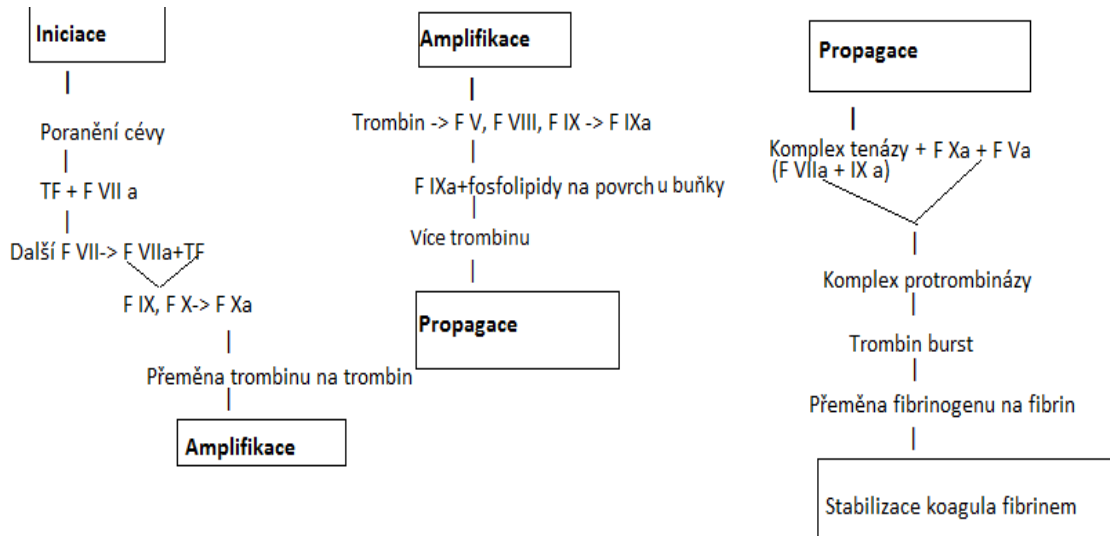 Iniciace
|
Poranění cévy
|
TF + F VII a
|
Další F VII-> F VIIa+TF
F IX, F X-> F Xa
|
Přeměna trombinu na trombin
|
Amplifikace
Amplifikace
|
Trombin -> F V, F VIII, F IX -> F IXa
|
F IXa+fosfolipidy na povrch u buňky
|
Více trombinu
|
Propagace
Propagace
|
Komplex tenázy + F Xa + F Va
(F VIIa + IX a)
|
Komplex protrombinázy
|
Trombin burst
|
Přeměna fibrinogenu na fibrin
|
Stabilizace koagula fibrinem